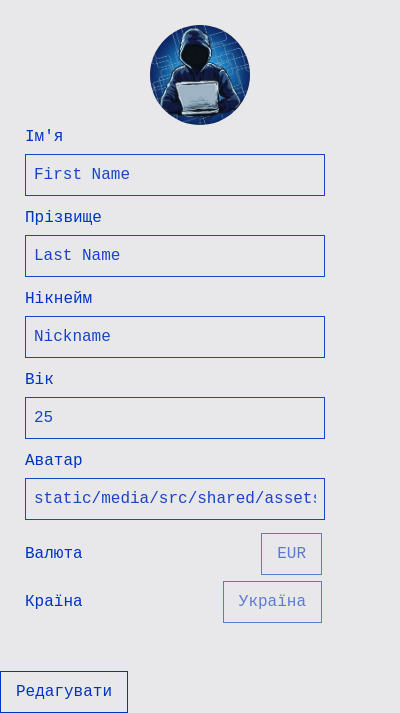 Ім'я
First Name
Прізвище
Last Name
Нікнейм
Nickname
Вік
25
Аватар
static/media/src/shared/assets
Валюта EUR
Країна Україна
Редагувати